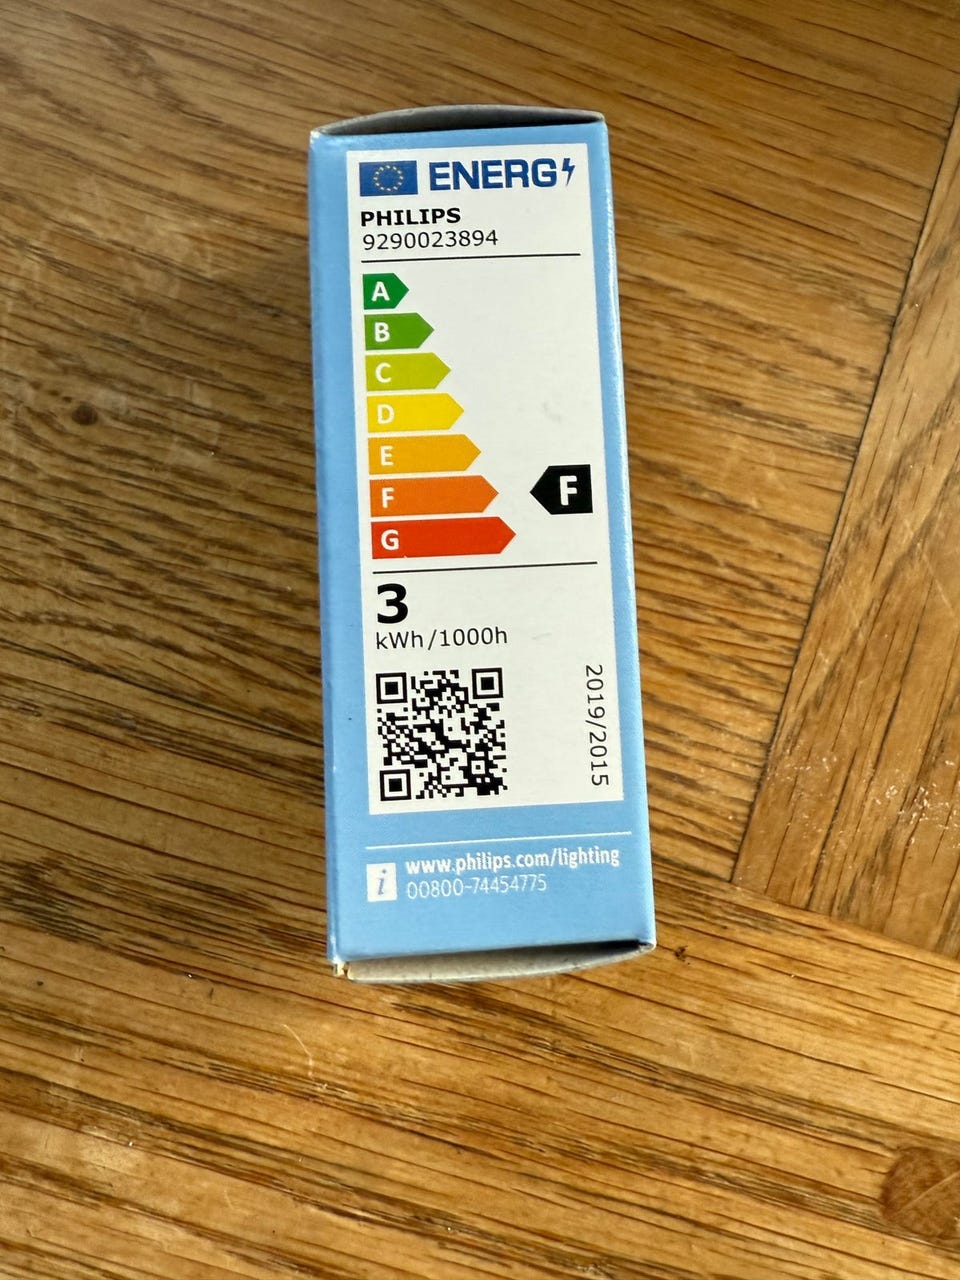 ENERG
PHILIPS
9290023894
A
B
C
D
E
F
F
G
3
kWh/1000h
2019/2015
i
www.philips.com/lighting
00800-74454775